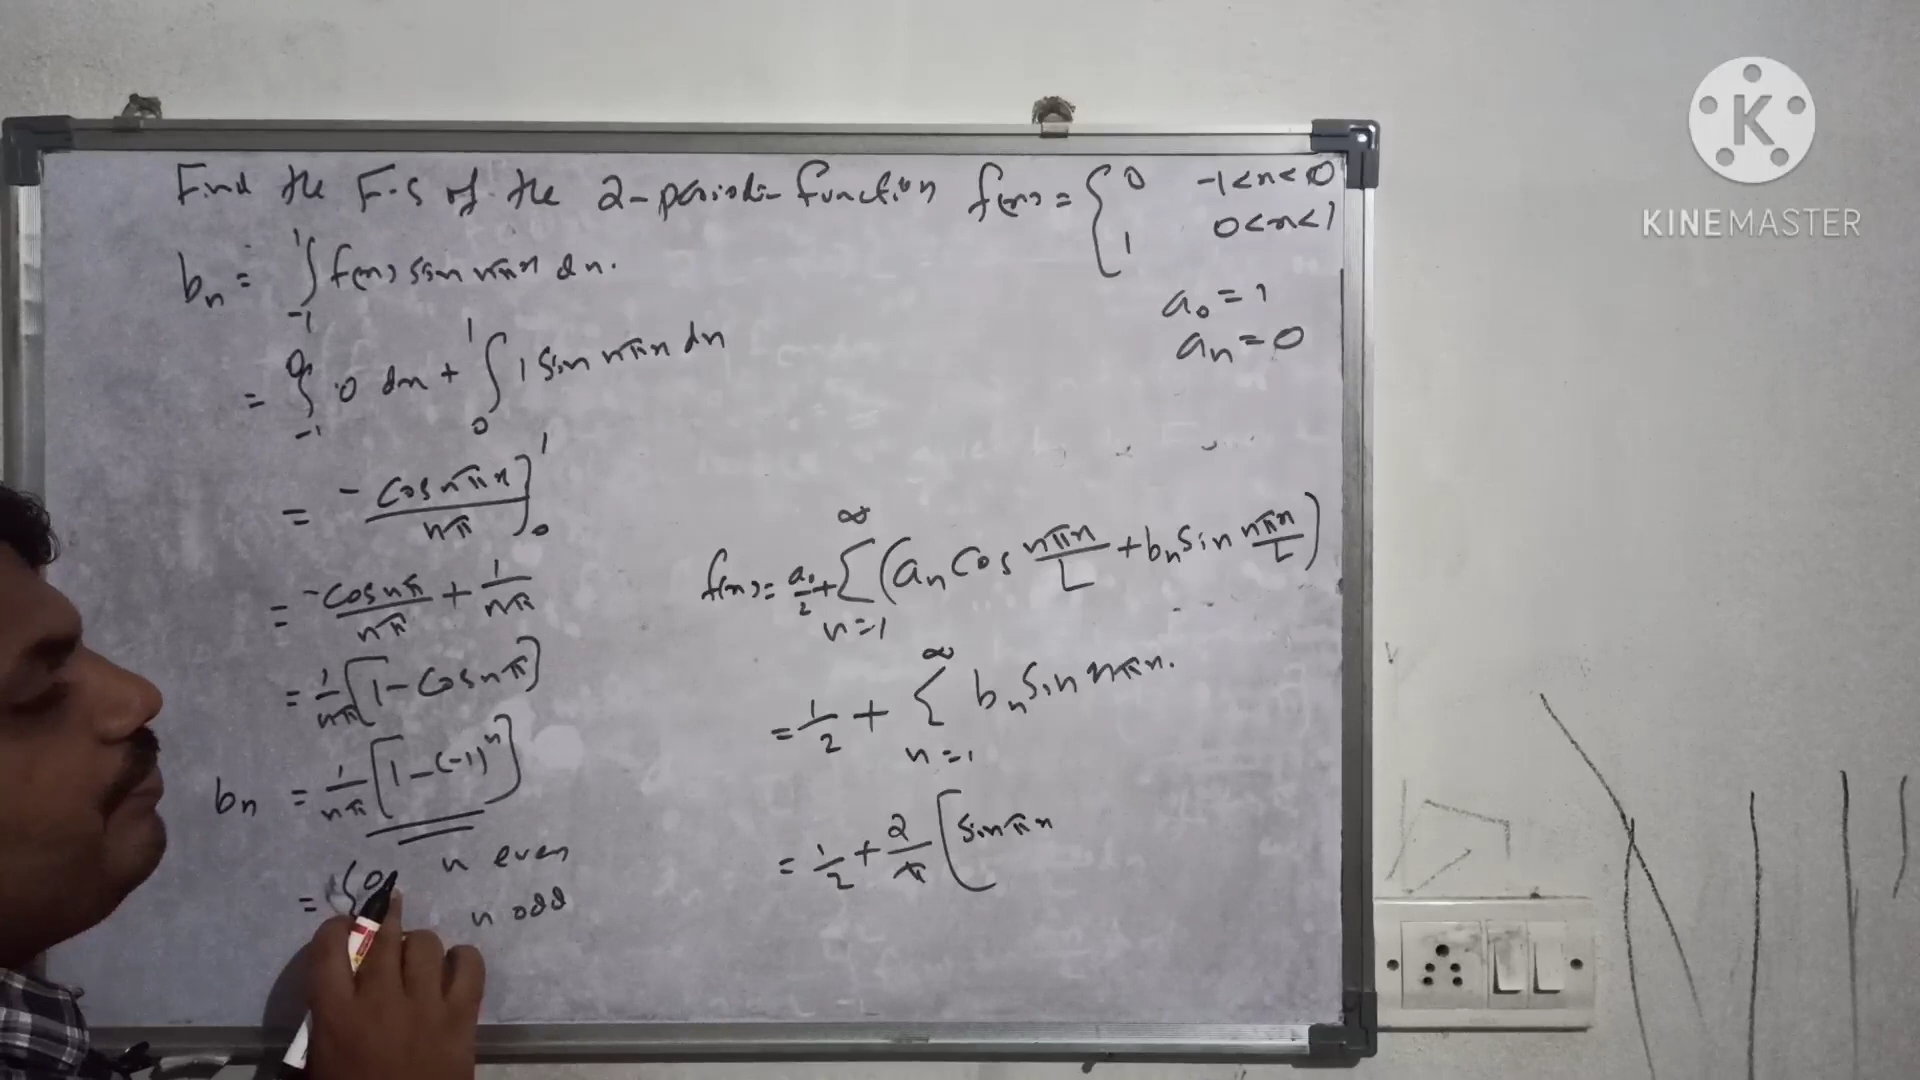 Find the F.S of the 2-periodic function f(x) = { 0 -1<x<0
1 0<x<1
bn = ∫_{-1}^{1} f(x) sin nπx dx.
a0 = 1
an = 0
= ∫_{-1}^{0} 0 dx + ∫_{0}^{1} 1 sin nπx dx
= - cos nπx / nπ ]_{0}^{1}
= - cos nπ / nπ + 1/nπ
= 1/nπ [1 - cos nπ]
bn = 1/nπ [1 - (-1)^n]
= { 0 n even
n odd
f(x) = a0/2 + ∑_{n=1}^{∞} (an cos nπx/L + bn sin nπx/L)
= 1/2 + ∑_{n=1}^{∞} bn sin nπx.
= 1/2 + 2/π [ sin πx
KINEMASTER